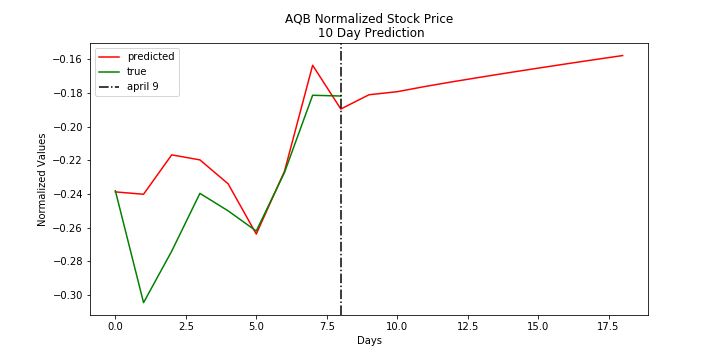 AQB Normalized Stock Price
10 Day Prediction
predicted
true
april 9
Normalized Values
−0.16
−0.18
−0.20
−0.22
−0.24
−0.26
−0.28
−0.30
0.0 2.5 5.0 7.5 10.0 12.5 15.0 17.5
Days